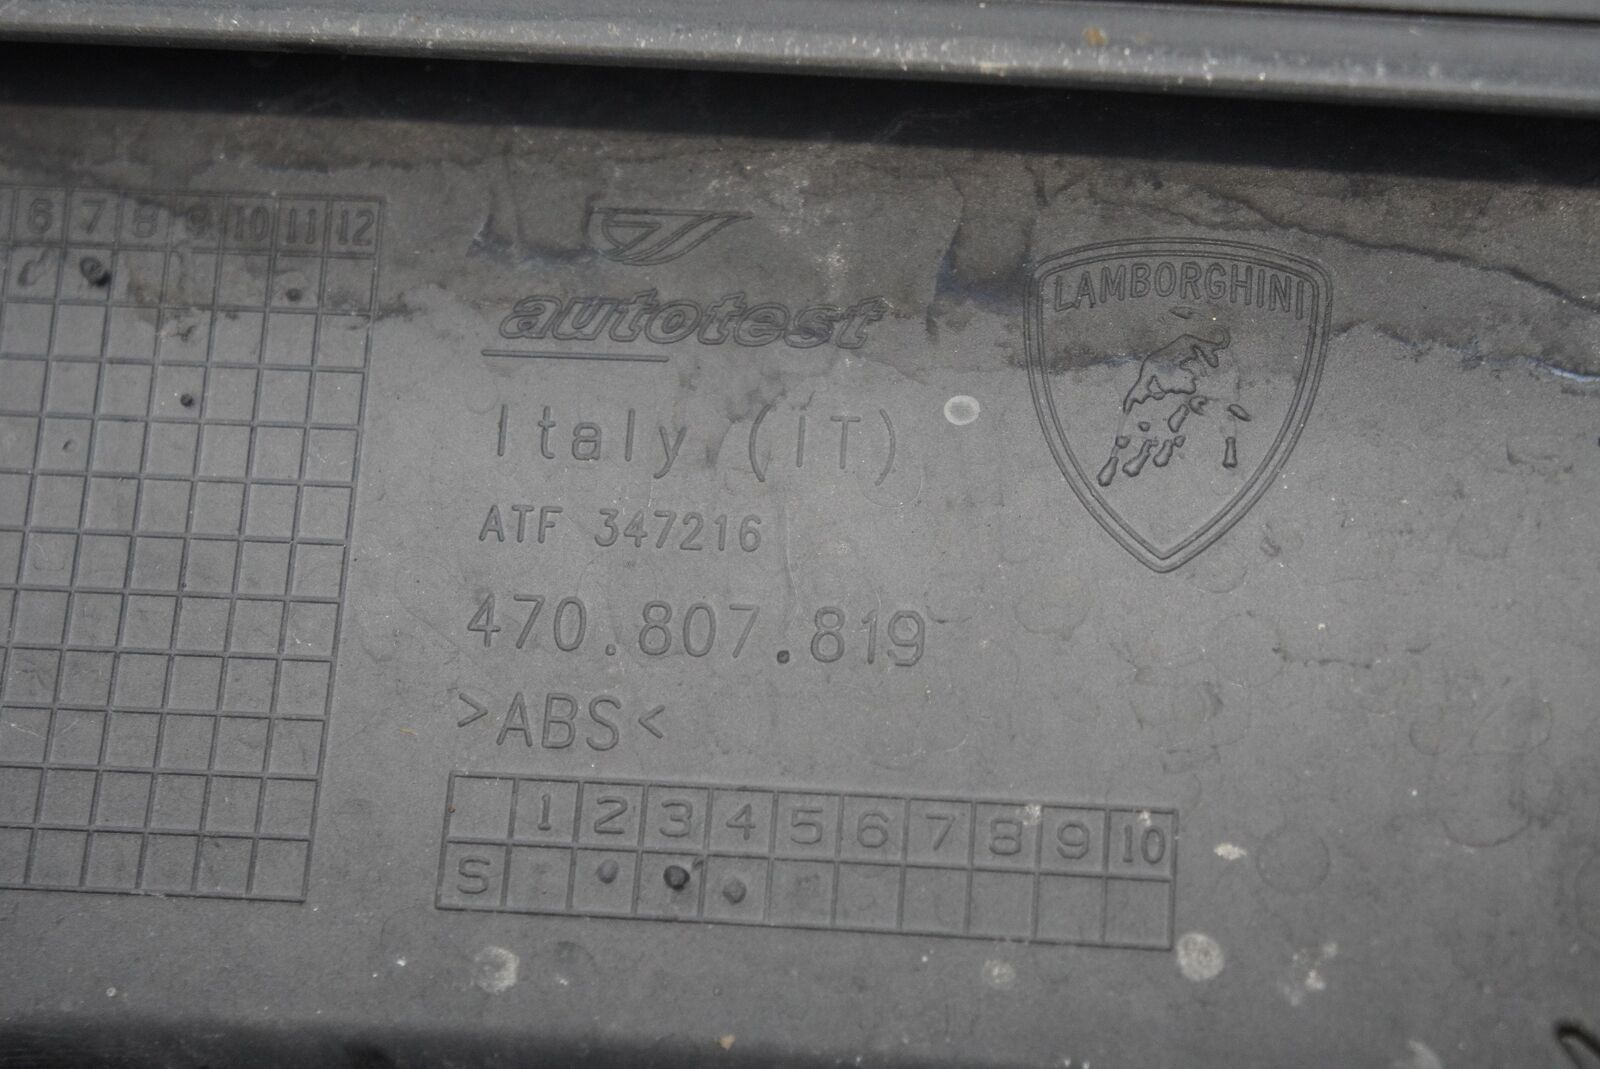 6 7 8 9 10 11 12
autotest
LAMBORGHINI
Italy (IT)
ATF 347216
470.807.819
>ABS<
1 2 3 4 5 6 7 8 9 10
S